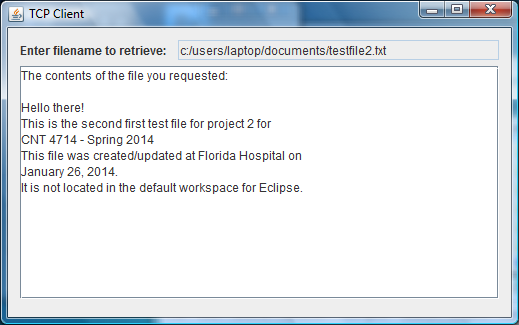 TCP Client
Enter filename to retrieve: c:/users/laptop/documents/testfile2.txt
The contents of the file you requested:
Hello there!
This is the second first test file for project 2 for
CNT 4714 - Spring 2014
This file was created/updated at Florida Hospital on
January 26, 2014.
It is not located in the default workspace for Eclipse.